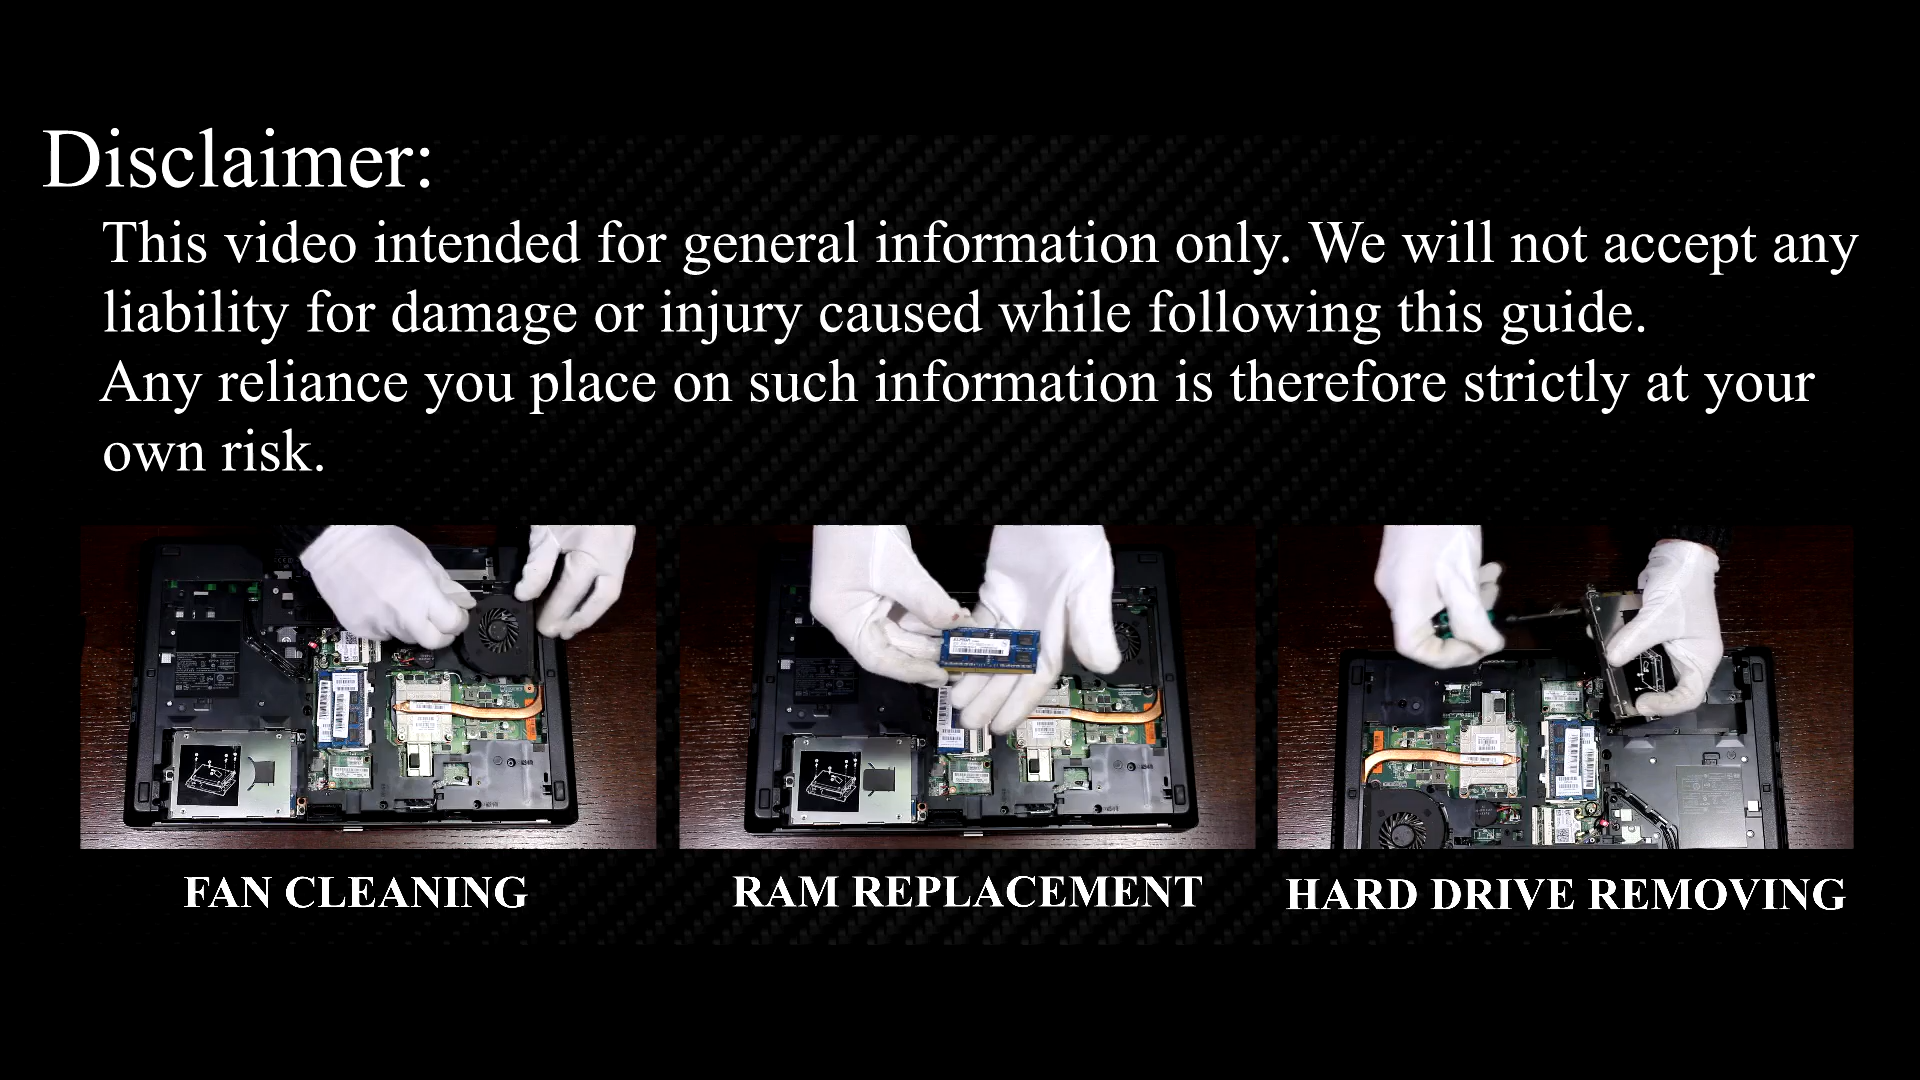 Disclaimer:
This video intended for general information only. We will not accept any
liability for damage or injury caused while following this guide.
Any reliance you place on such information is therefore strictly at your
own risk.
FAN CLEANING
RAM REPLACEMENT
HARD DRIVE REMOVING